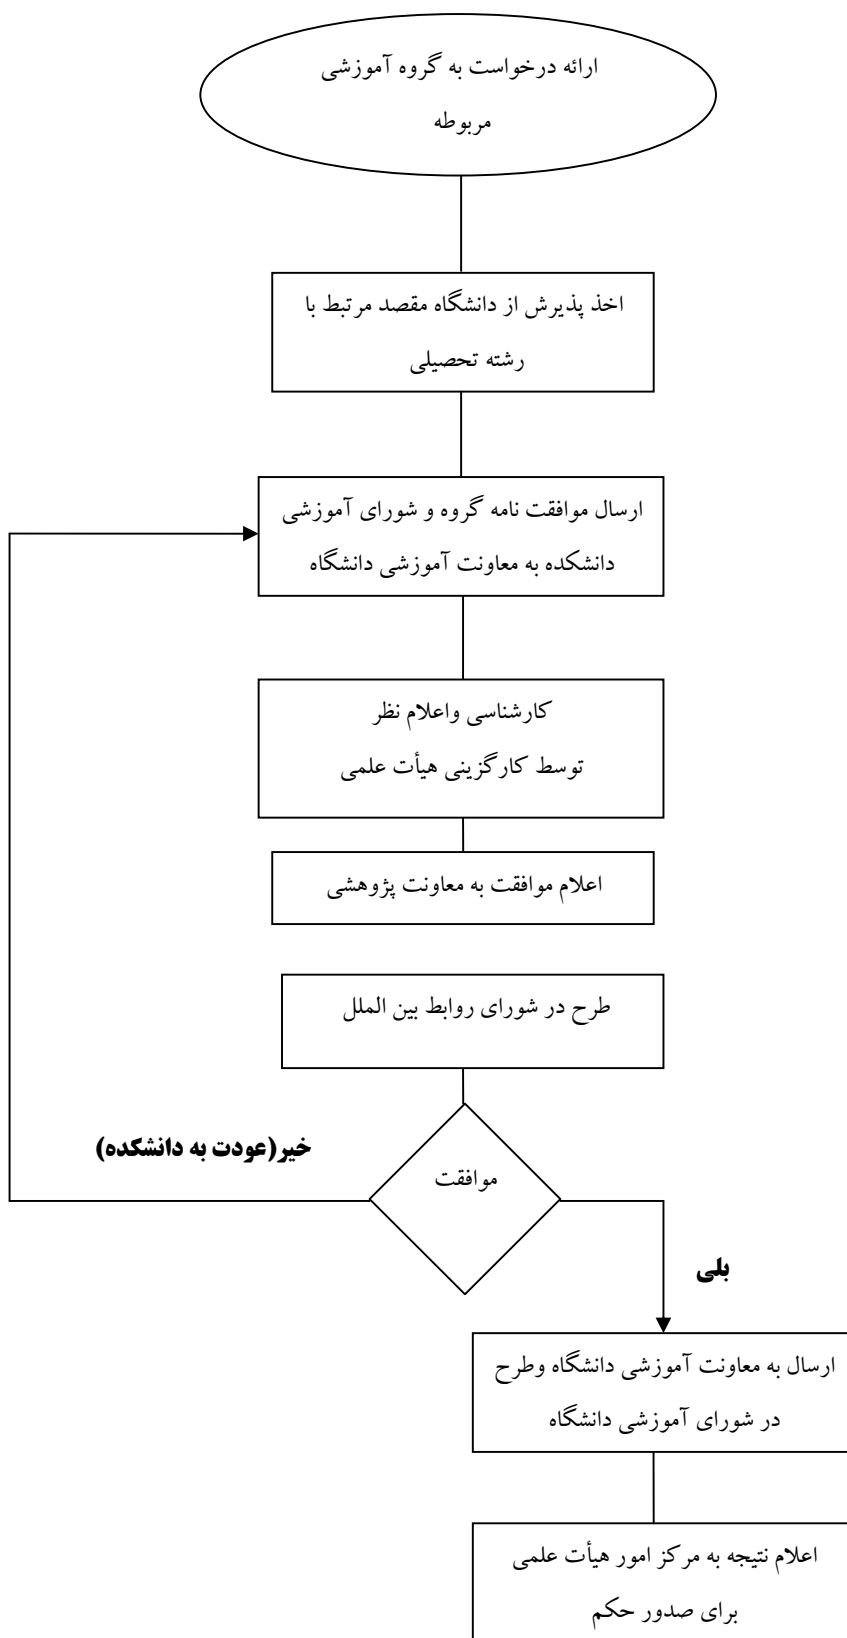 ارائه درخواست به گروه آموزشی
مربوطه
اخذ پذیرش از دانشگاه مقصد مرتبط با
رشته تحصیلی
ارسال موافقت نامه گروه و شورای آموزشی
دانشکده به معاونت آموزشی دانشگاه
کارشناسی واعلام نظر
توسط کارگزینی هیأت علمی
اعلام موافقت به معاونت پژوهشی
طرح در شورای روابط بین الملل
خیر(عودت به دانشکده)
موافقت
بلی
ارسال به معاونت آموزشی دانشگاه وطرح
در شورای آموزشی دانشگاه
اعلام نتیجه به مرکز امور هیأت علمی
برای صدور حکم